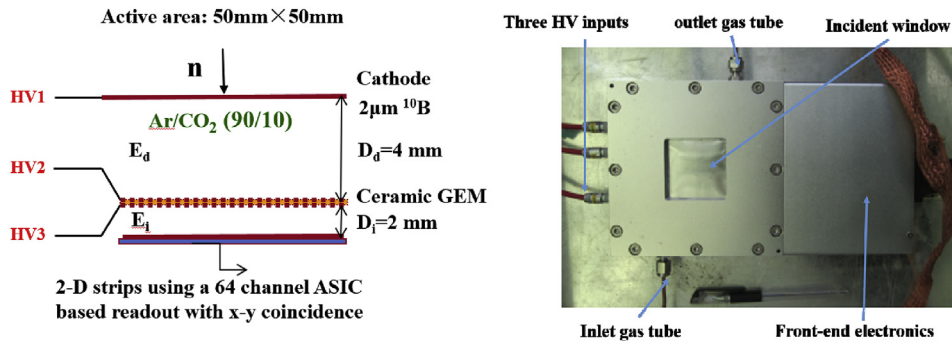 Active area: 50mm×50mm
n
Cathode
HV1
2μm ¹⁰B
Ar/CO₂ (90/10)
E_d
D_d=4 mm
HV2
Ceramic GEM
E_i
D_i=2 mm
HV3
2-D strips using a 64 channel ASIC
based readout with x-y coincidence
Three HV inputs
outlet gas tube
Incident window
Inlet gas tube
Front-end electronics